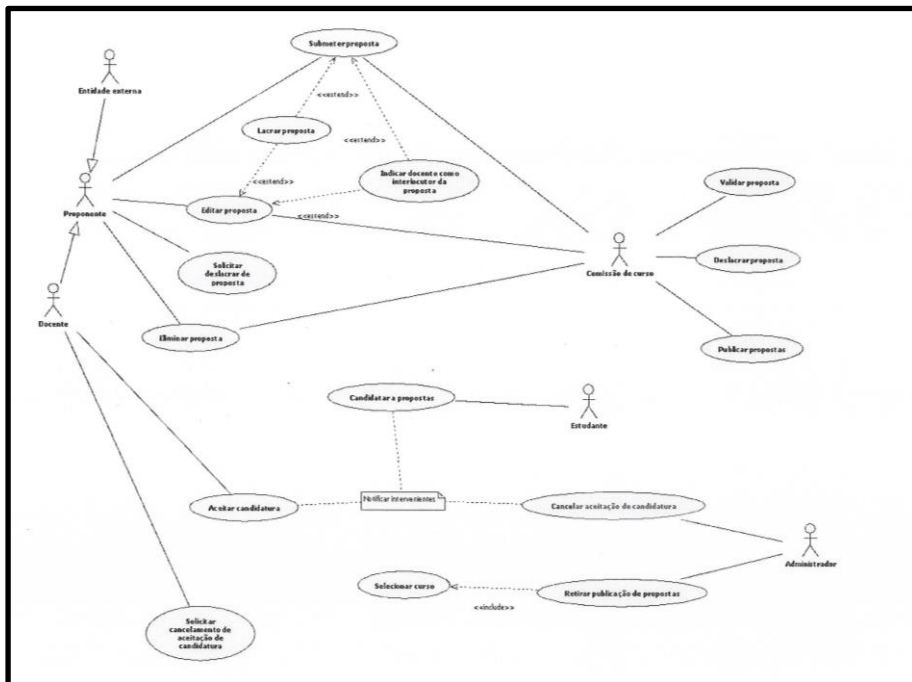 Submeter proposta
Entidade externa
<<extend>>
Lacrar proposta
<<extend>>
Indicar docente como
interlocutor da
proposta
Validar proposta
<<extend>>
Proponente
Editar proposta
<<extend>>
Solicitar
deslacrar de
proposta
Comissão de curso
Deslacrar proposta
Docente
Eliminar proposta
Publicar propostas
Candidatar a propostas
Estudante
Aceitar candidatura
Notificar intervenientes
Cancelar aceitação de candidatura
Administrador
Selecionar curso
<<include>>
Retirar publicação de propostas
Solicitar
cancelamento de
aceitação de
candidatura